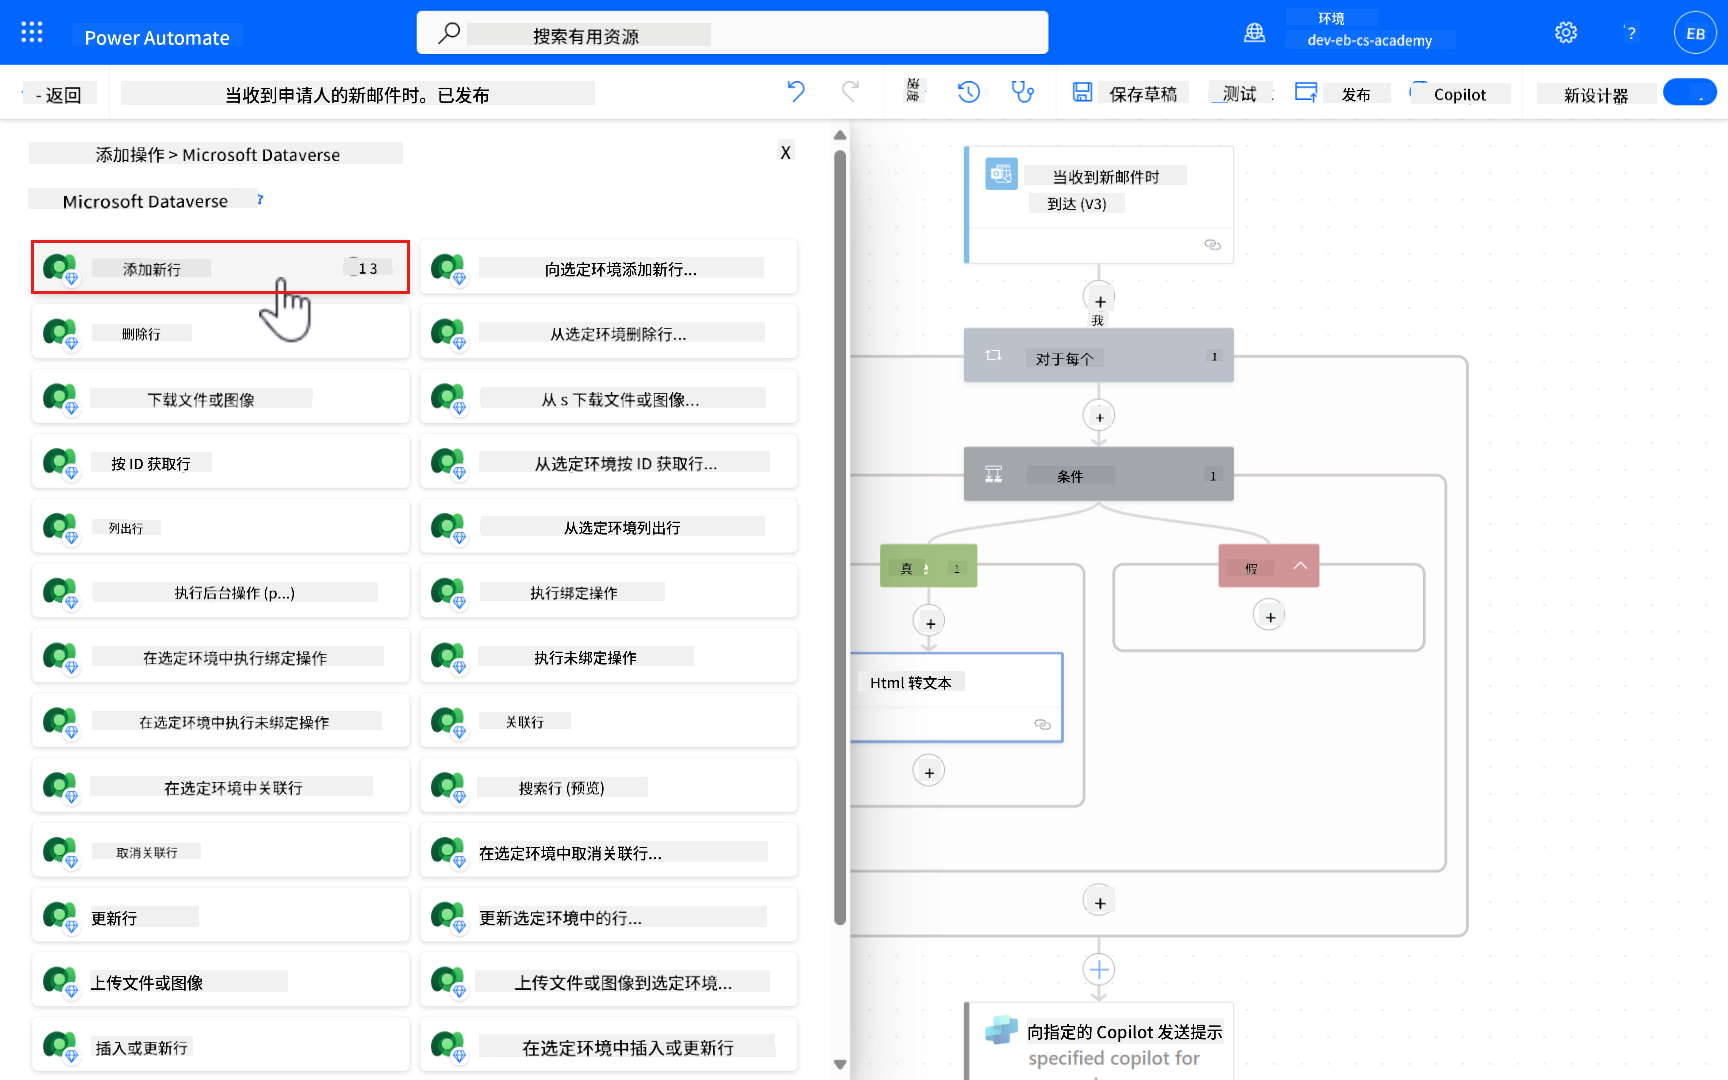 Power Automate
搜索有用资源
环境
dev-eb-cs-academy
?
EB
- 返回
当收到申请人的新邮件时。已发布
保存草稿
测试
发布
Copilot
新设计器
添加操作 > Microsoft Dataverse
X
Microsoft Dataverse
添加新行
1 3
向选定环境添加新行...
删除行
从选定环境删除行...
下载文件或图像
从 s 下载文件或图像...
按 ID 获取行
从选定环境按 ID 获取行...
列出行
从选定环境列出行
执行后台操作 (p...)
执行绑定操作
在选定环境中执行绑定操作
执行未绑定操作
在选定环境中执行未绑定操作
关联行
在选定环境中关联行
搜索行 (预览)
取消关联行
在选定环境中取消关联行...
更新行
更新选定环境中的行...
上传文件或图像
上传文件或图像到选定环境...
插入或更新行
在选定环境中插入或更新行
当收到新邮件时
到达 (V3)
我
对于每个
1
条件
1
真
1
假
Html 转文本
向指定的 Copilot 发送提示
specified copilot for